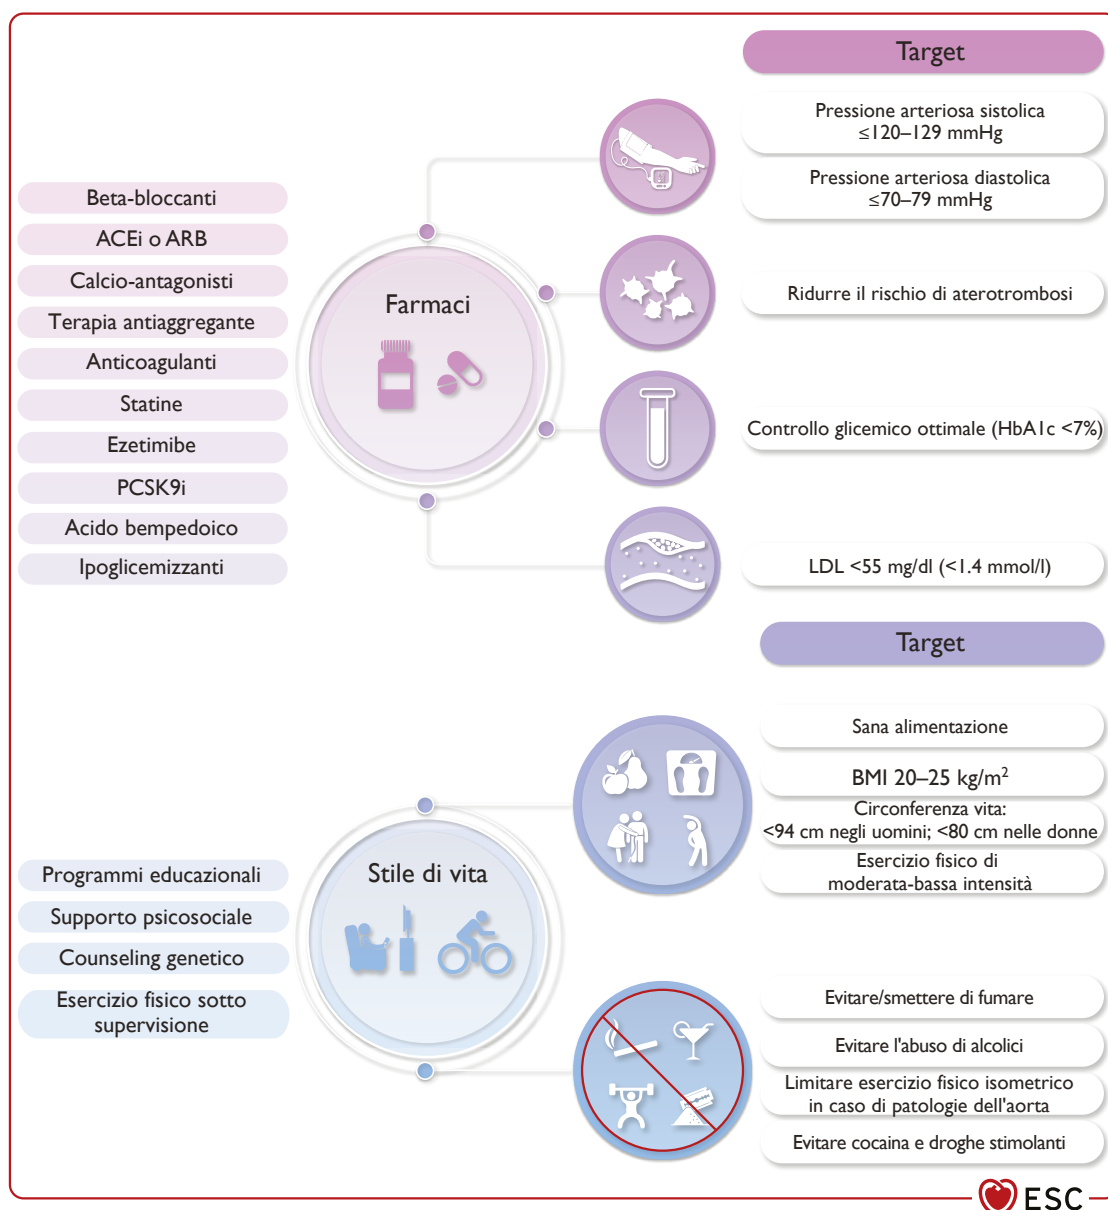 Target
Pressione arteriosa sistolica
≤120–129 mmHg
Pressione arteriosa diastolica
≤70–79 mmHg
Beta-bloccanti
ACEi o ARB
Calcio-antagonisti
Terapia antiaggregante
Anticoagulanti
Statine
Ezetimibe
PCSK9i
Acido bempedoico
Ipoglicemizzanti
Farmaci
Ridurre il rischio di aterotrombosi
Controllo glicemico ottimale (HbA1c <7%)
LDL <55 mg/dl (<1.4 mmol/l)
Target
Sana alimentazione
BMI 20–25 kg/m²
Circonferenza vita:
<94 cm negli uomini; <80 cm nelle donne
Esercizio fisico di
moderata-bassa intensità
Programmi educazionali
Supporto psicosociale
Counseling genetico
Esercizio fisico sotto
supervisione
Stile di vita
Evitare/smettere di fumare
Evitare l'abuso di alcolici
Limitare esercizio fisico isometrico
in caso di patologie dell'aorta
Evitare cocaina e droghe stimolanti
ESC